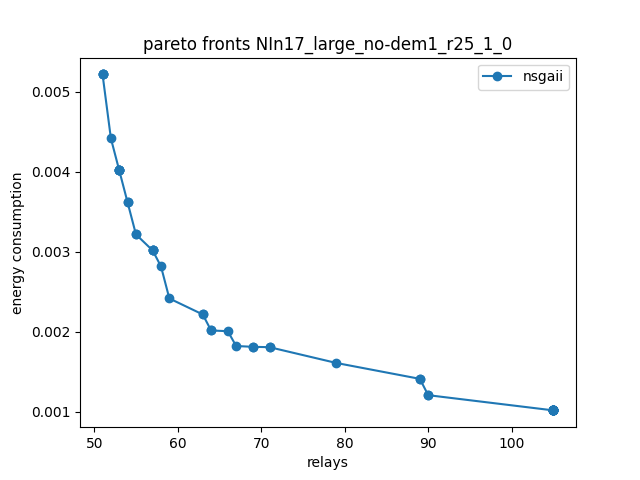 pareto fronts NIn17_large_no-dem1_r25_1_0
nsgaii
0.005
0.004
0.003
0.002
0.001
energy consumption
50 60 70 80 90 100
relays